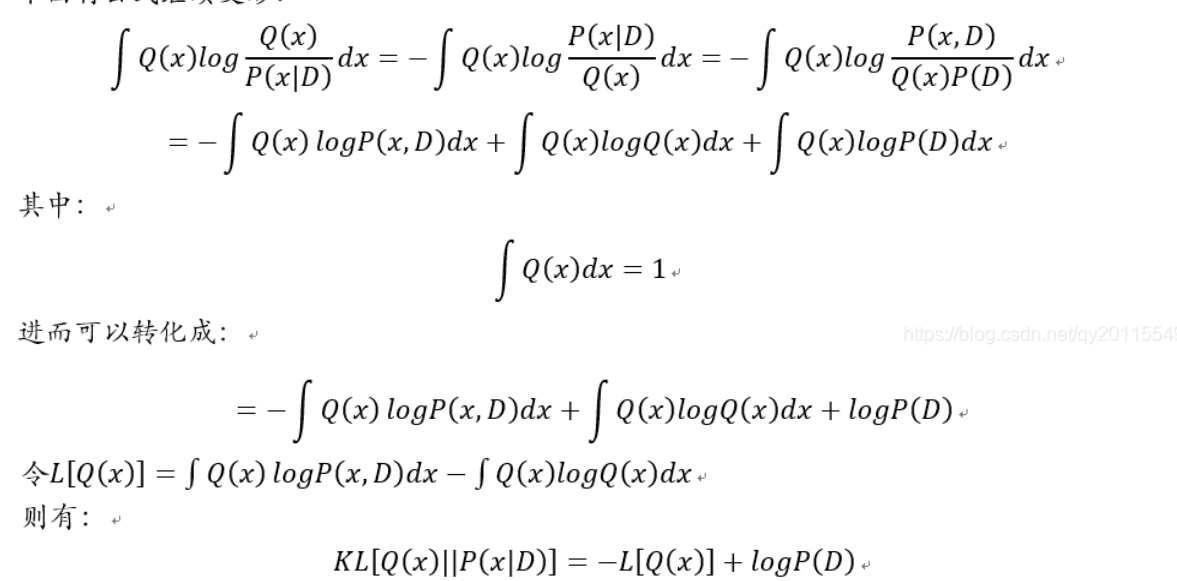 ∫ Q(x)log Q(x)/P(x|D) dx = −∫ Q(x)log P(x|D)/Q(x) dx = −∫ Q(x)log P(x,D)/Q(x)P(D) dx
= −∫ Q(x) logP(x,D)dx + ∫ Q(x)logQ(x)dx + ∫ Q(x)logP(D)dx
其中：
∫ Q(x)dx = 1
进而可以转化成：
https://blog.csdn.net/qy2011554
= −∫ Q(x) logP(x,D)dx + ∫ Q(x)logQ(x)dx + logP(D)
令L[Q(x)] = ∫ Q(x) logP(x,D)dx − ∫ Q(x)logQ(x)dx
则有：
KL[Q(x)||P(x|D)] = −L[Q(x)] + logP(D)